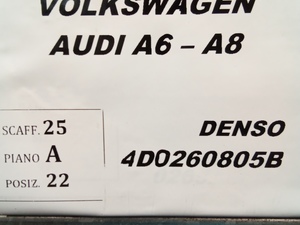 VOLKSWAGEN
AUDI A6 – A8
SCAFF. 25
PIANO A
POSIZ. 22
DENSO
4D0260805B